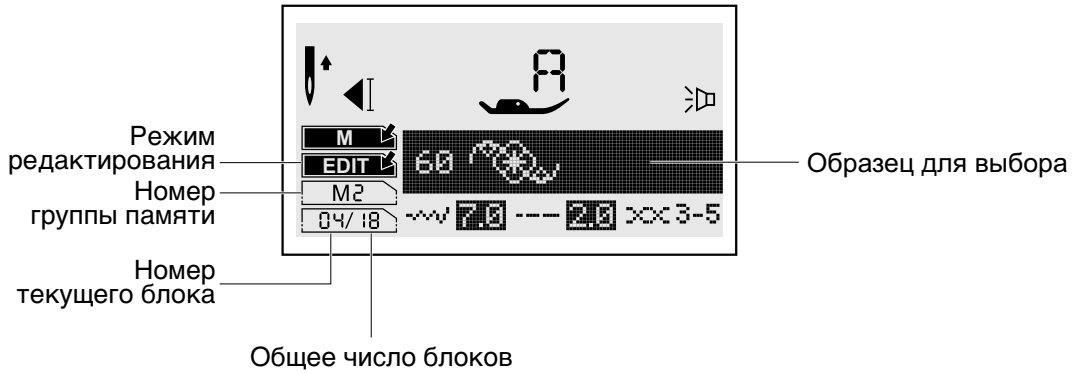 A
Режим
редактирования
Номер
группы памяти
Номер
текущего блока
Общее число блоков
M
EDIT
M2
04/18
60
7.0 --- 2.0 3-5
Образец для выбора